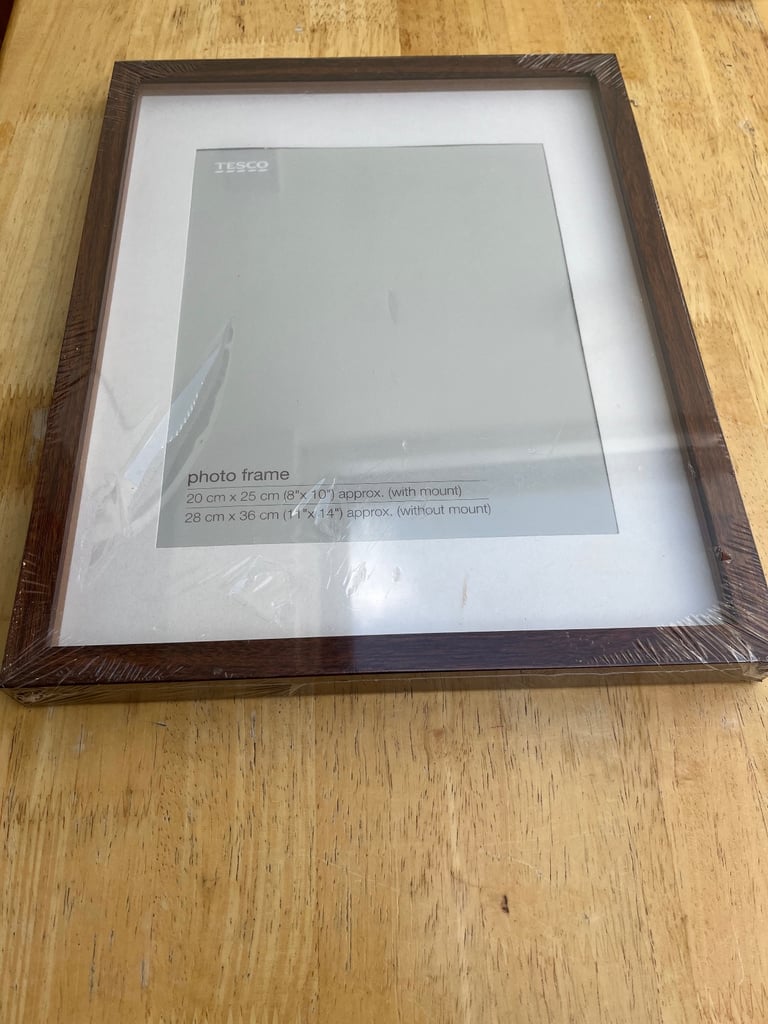 TESCO
photo frame
20 cm x 25 cm (8"x 10") approx. (with mount)
28 cm x 36 cm (11"x 14") approx. (without mount)